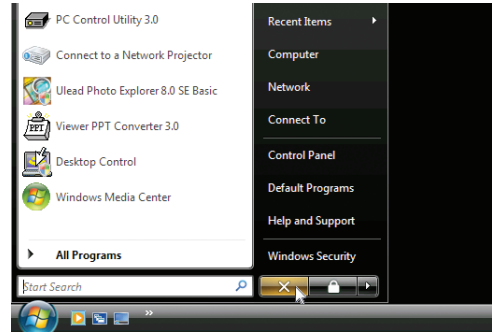 PC Control Utility 3.0
Connect to a Network Projector
Ulead Photo Explorer 8.0 SE Basic
PPT
Viewer PPT Converter 3.0
Desktop Control
Windows Media Center
All Programs
Start Search
Recent Items
Computer
Network
Connect To
Control Panel
Default Programs
Help and Support
Windows Security